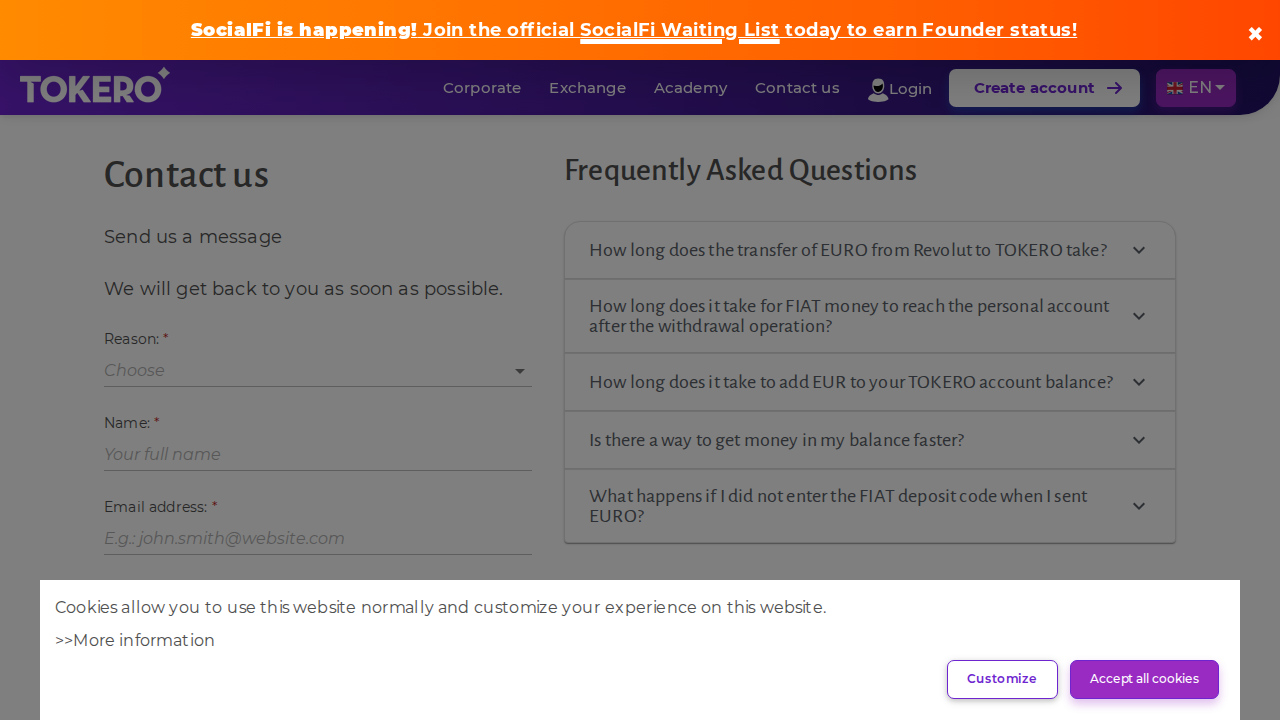 SocialFi is happening! Join the official SocialFi Waiting List today to earn Founder status!
✖
TOKERO
Corporate
Exchange
Academy
Contact us
Login
Create account
EN
Contact us
Send us a message
We will get back to you as soon as possible.
Reason: *
Choose
Name: *
Your full name
Email address: *
E.g.: john.smith@website.com
Frequently Asked Questions
How long does the transfer of EURO from Revolut to TOKERO take?
How long does it take for FIAT money to reach the personal account
after the withdrawal operation?
How long does it take to add EUR to your TOKERO account balance?
Is there a way to get money in my balance faster?
What happens if I did not enter the FIAT deposit code when I sent
EURO?
Cookies allow you to use this website normally and customize your experience on this website.
>>More information
Customize
Accept all cookies